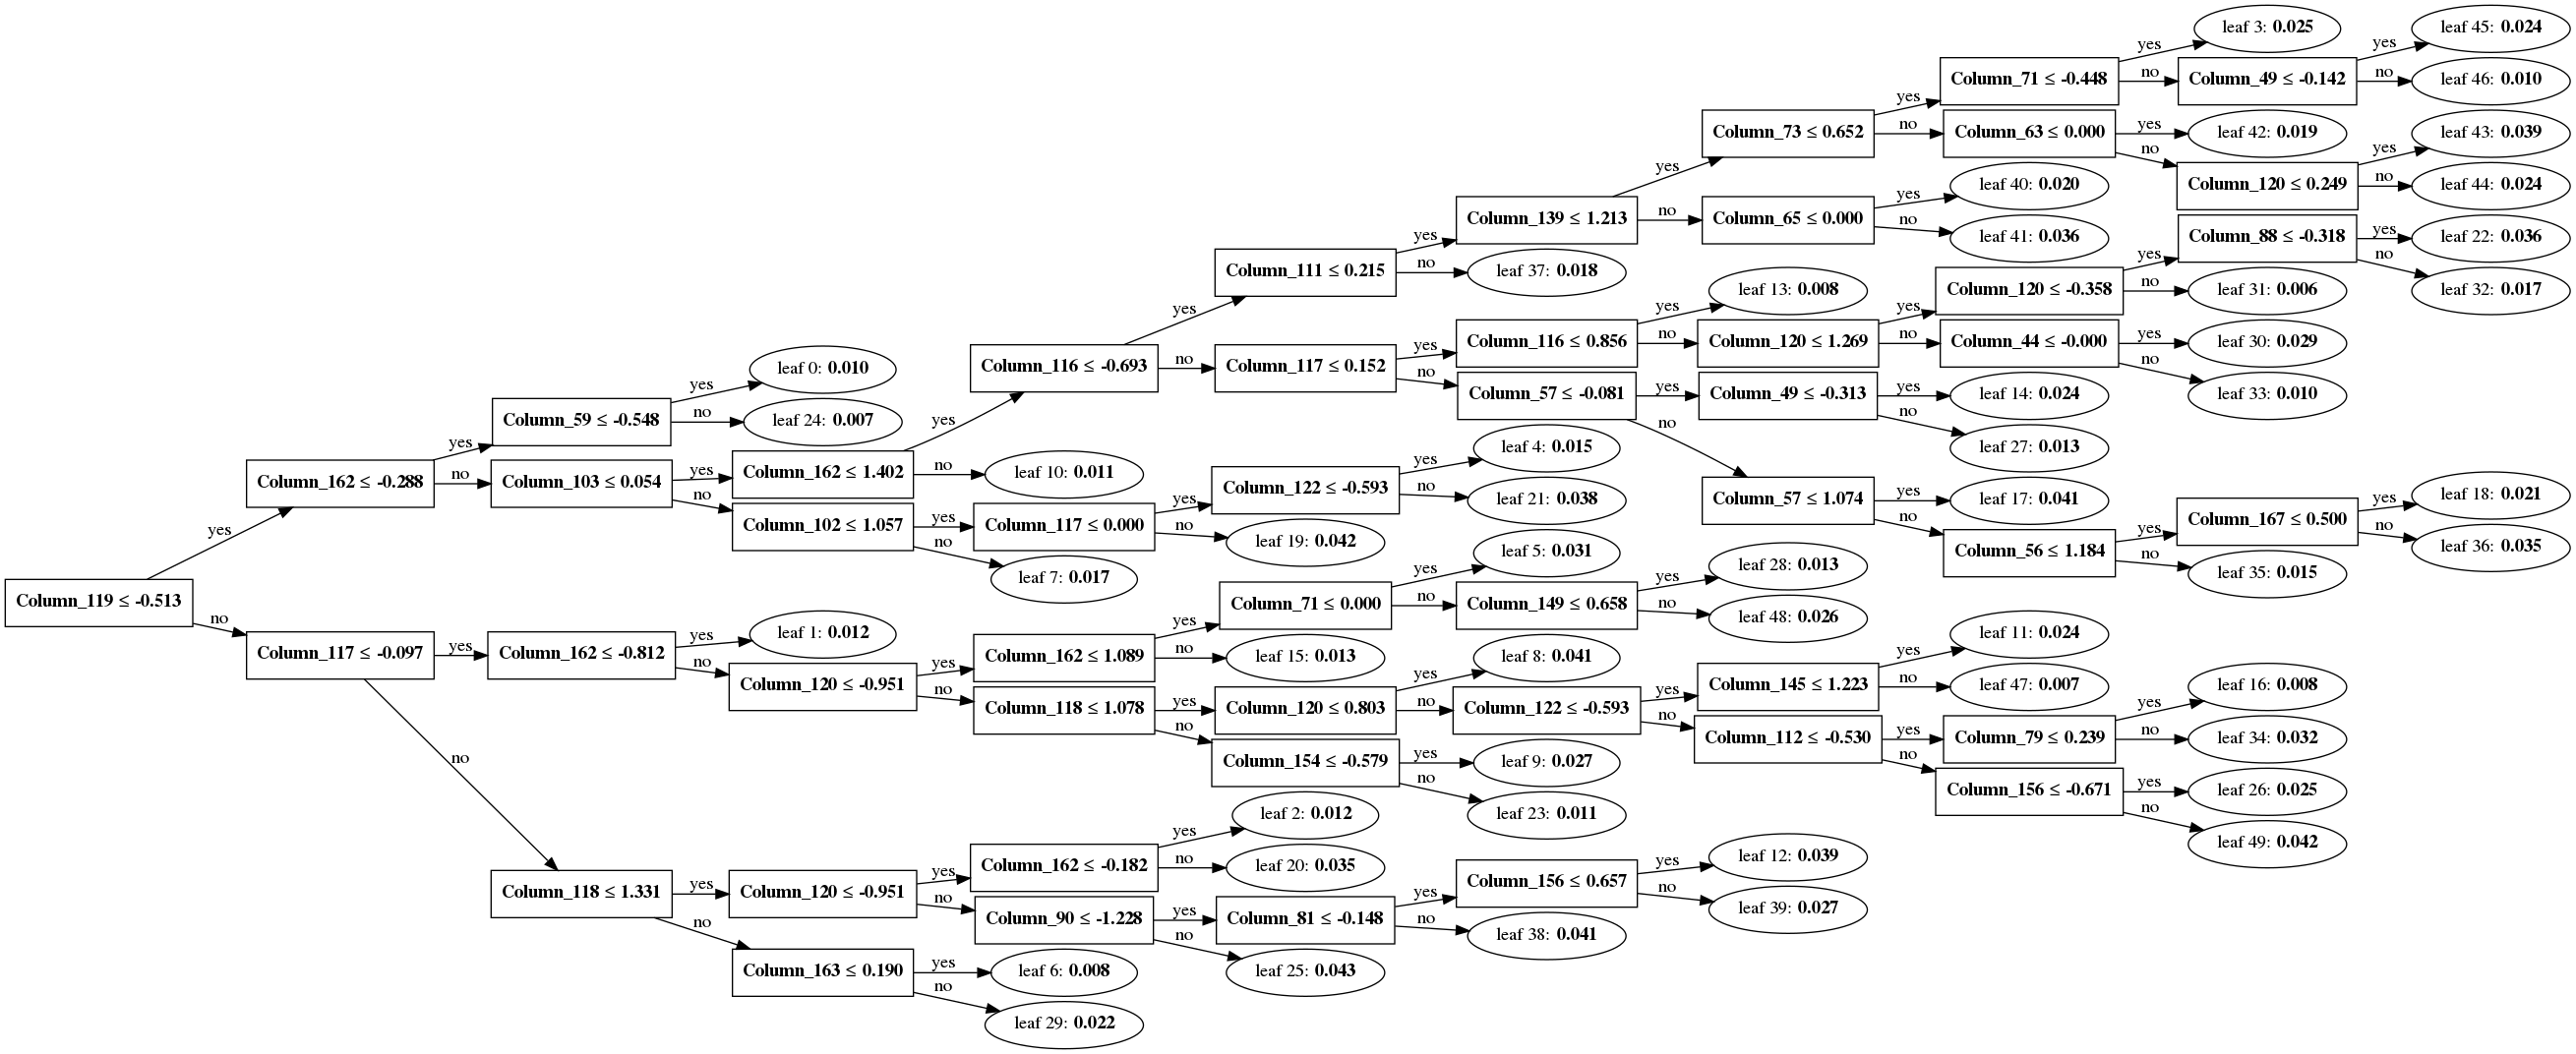 Column_119 ≤ -0.513
yes
no
Column_162 ≤ -0.288
Column_117 ≤ -0.097
yes
no
yes
no
Column_59 ≤ -0.548
Column_103 ≤ 0.054
Column_162 ≤ -0.812
Column_118 ≤ 1.331
yes
no
yes
no
yes
no
yes
no
leaf 0: 0.010
leaf 24: 0.007
Column_162 ≤ 1.402
Column_102 ≤ 1.057
leaf 1: 0.012
Column_120 ≤ -0.951
Column_120 ≤ -0.951
Column_163 ≤ 0.190
yes
no
yes
no
yes
no
yes
no
yes
no
Column_116 ≤ -0.693
leaf 10: 0.011
Column_117 ≤ 0.000
leaf 7: 0.017
Column_162 ≤ 1.089
Column_118 ≤ 1.078
Column_162 ≤ -0.182
Column_90 ≤ -1.228
leaf 6: 0.008
leaf 29: 0.022
yes
no
yes
no
yes
no
yes
no
yes
no
yes
no
Column_111 ≤ 0.215
Column_117 ≤ 0.152
Column_122 ≤ -0.593
leaf 19: 0.042
Column_71 ≤ 0.000
leaf 15: 0.013
Column_120 ≤ 0.803
Column_154 ≤ -0.579
leaf 2: 0.012
leaf 20: 0.035
Column_81 ≤ -0.148
leaf 25: 0.043
yes
no
yes
no
yes
no
yes
no
yes
no
yes
no
yes
no
Column_139 ≤ 1.213
leaf 37: 0.018
Column_116 ≤ 0.856
Column_57 ≤ -0.081
leaf 4: 0.015
leaf 21: 0.038
leaf 5: 0.031
Column_149 ≤ 0.658
leaf 8: 0.041
Column_122 ≤ -0.593
leaf 9: 0.027
leaf 23: 0.011
Column_156 ≤ 0.657
leaf 38: 0.041
yes
no
yes
no
yes
no
yes
no
yes
no
yes
no
Column_73 ≤ 0.652
Column_65 ≤ 0.000
leaf 13: 0.008
Column_120 ≤ 1.269
Column_49 ≤ -0.313
Column_57 ≤ 1.074
leaf 28: 0.013
leaf 48: 0.026
Column_145 ≤ 1.223
Column_112 ≤ -0.530
leaf 12: 0.039
leaf 39: 0.027
yes
no
yes
no
yes
no
yes
no
yes
no
yes
no
yes
no
Column_71 ≤ -0.448
Column_63 ≤ 0.000
leaf 40: 0.020
leaf 41: 0.036
Column_120 ≤ -0.358
Column_44 ≤ -0.000
leaf 14: 0.024
leaf 27: 0.013
leaf 17: 0.041
Column_56 ≤ 1.184
leaf 11: 0.024
leaf 47: 0.007
Column_79 ≤ 0.239
Column_156 ≤ -0.671
yes
no
yes
no
yes
no
yes
no
yes
no
yes
no
yes
no
leaf 3: 0.025
Column_49 ≤ -0.142
leaf 42: 0.019
Column_120 ≤ 0.249
Column_88 ≤ -0.318
leaf 31: 0.006
leaf 30: 0.029
leaf 33: 0.010
Column_167 ≤ 0.500
leaf 35: 0.015
leaf 16: 0.008
leaf 34: 0.032
leaf 26: 0.025
leaf 49: 0.042
yes
no
yes
no
yes
no
yes
no
leaf 45: 0.024
leaf 46: 0.010
leaf 43: 0.039
leaf 44: 0.024
leaf 22: 0.036
leaf 32: 0.017
leaf 18: 0.021
leaf 36: 0.035